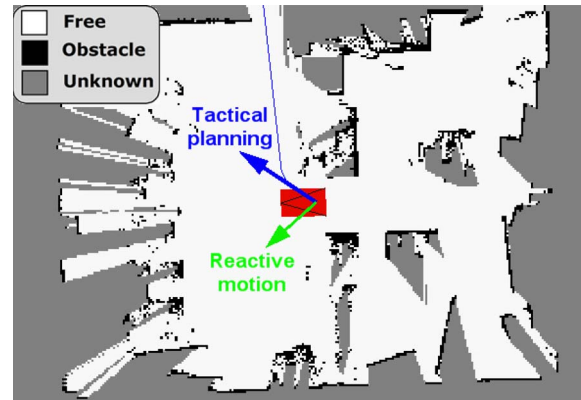 Free
Obstacle
Unknown
Tactical
planning
Reactive
motion